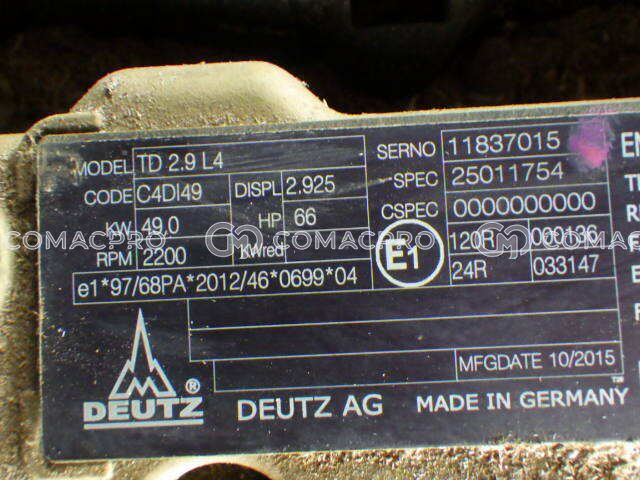 MODEL TD 2.9 L4
CODE C4DI49 DISPL 2.925
KW 49,0 HP 66
RPM 2200 KWred
e1*97/68PA*2012/46*0699*04
SERNO 11837015
SPEC 25011754
CSPEC 0000000000
E1 120R 000136
24R 033147
MFGDATE 10/2015
DEUTZ ® DEUTZ AG MADE IN GERMANY
EN
COMACPRO COMACPRO COMACPRO